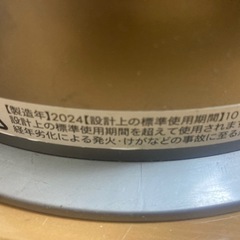 【製造年】2024【設計上の標準使用期間】10
設計上の標準使用期間を超えて使用されます
経年劣化による発火・けがなどの事故に至る